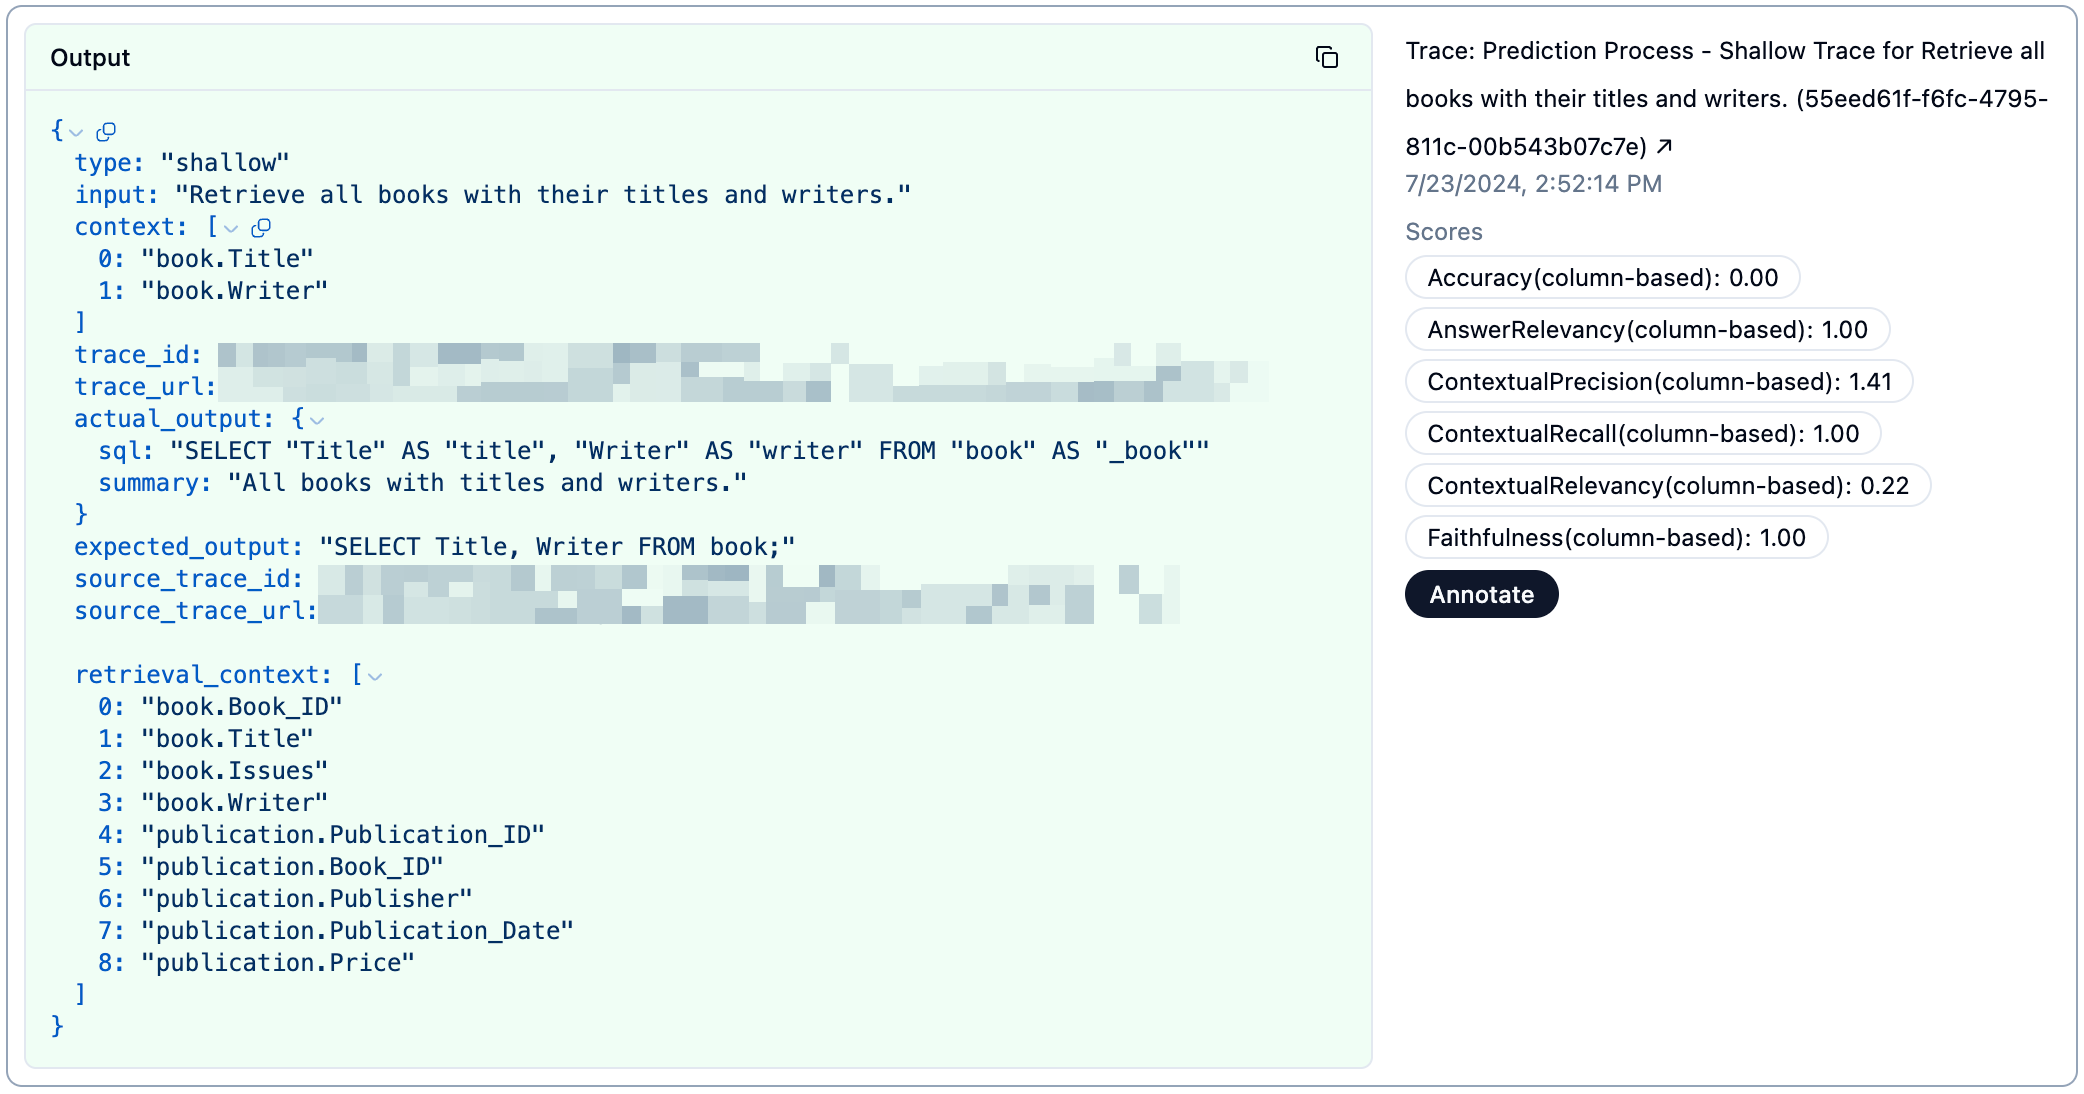 Output
{
type: "shallow"
input: "Retrieve all books with their titles and writers."
context: [
0: "book.Title"
1: "book.Writer"
]
trace_id:
trace_url:
actual_output: {
sql: "SELECT "Title" AS "title", "Writer" AS "writer" FROM "book" AS "_book""
summary: "All books with titles and writers."
}
expected_output: "SELECT Title, Writer FROM book;"
source_trace_id:
source_trace_url:
retrieval_context: [
0: "book.Book_ID"
1: "book.Title"
2: "book.Issues"
3: "book.Writer"
4: "publication.Publication_ID"
5: "publication.Book_ID"
6: "publication.Publisher"
7: "publication.Publication_Date"
8: "publication.Price"
]
}
Trace: Prediction Process - Shallow Trace for Retrieve all
books with their titles and writers. (55eed61f-f6fc-4795-
811c-00b543b07c7e) ↗
7/23/2024, 2:52:14 PM
Scores
Accuracy(column-based): 0.00
AnswerRelevancy(column-based): 1.00
ContextualPrecision(column-based): 1.41
ContextualRecall(column-based): 1.00
ContextualRelevancy(column-based): 0.22
Faithfulness(column-based): 1.00
Annotate